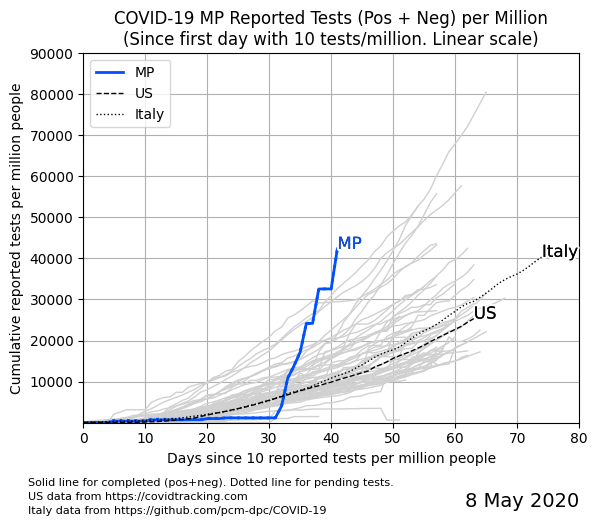 COVID-19 MP Reported Tests (Pos + Neg) per Million
(Since first day with 10 tests/million. Linear scale)
Cumulative reported tests per million people
90000
80000
70000
60000
50000
40000
30000
20000
10000
MP
US
Italy
MP
Italy
US
0 10 20 30 40 50 60 70 80
Days since 10 reported tests per million people
Solid line for completed (pos+neg). Dotted line for pending tests.
US data from https://covidtracking.com
Italy data from https://github.com/pcm-dpc/COVID-19
8 May 2020